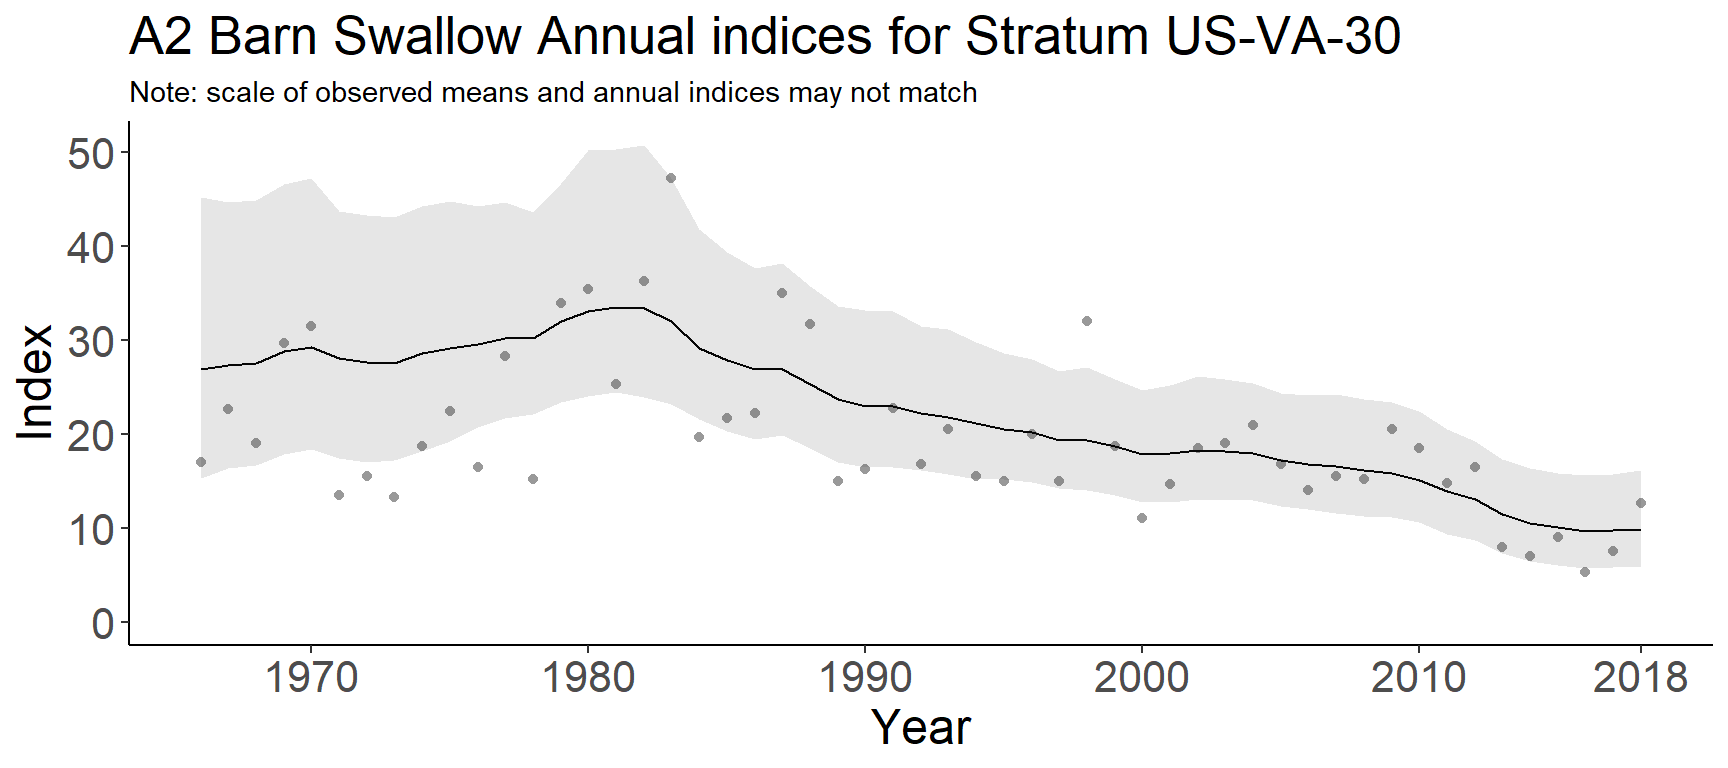 A2 Barn Swallow Annual indices for Stratum US-VA-30
Note: scale of observed means and annual indices may not match
50
40
30
20
10
0
Index
1970 1980 1990 2000 2010 2018
Year